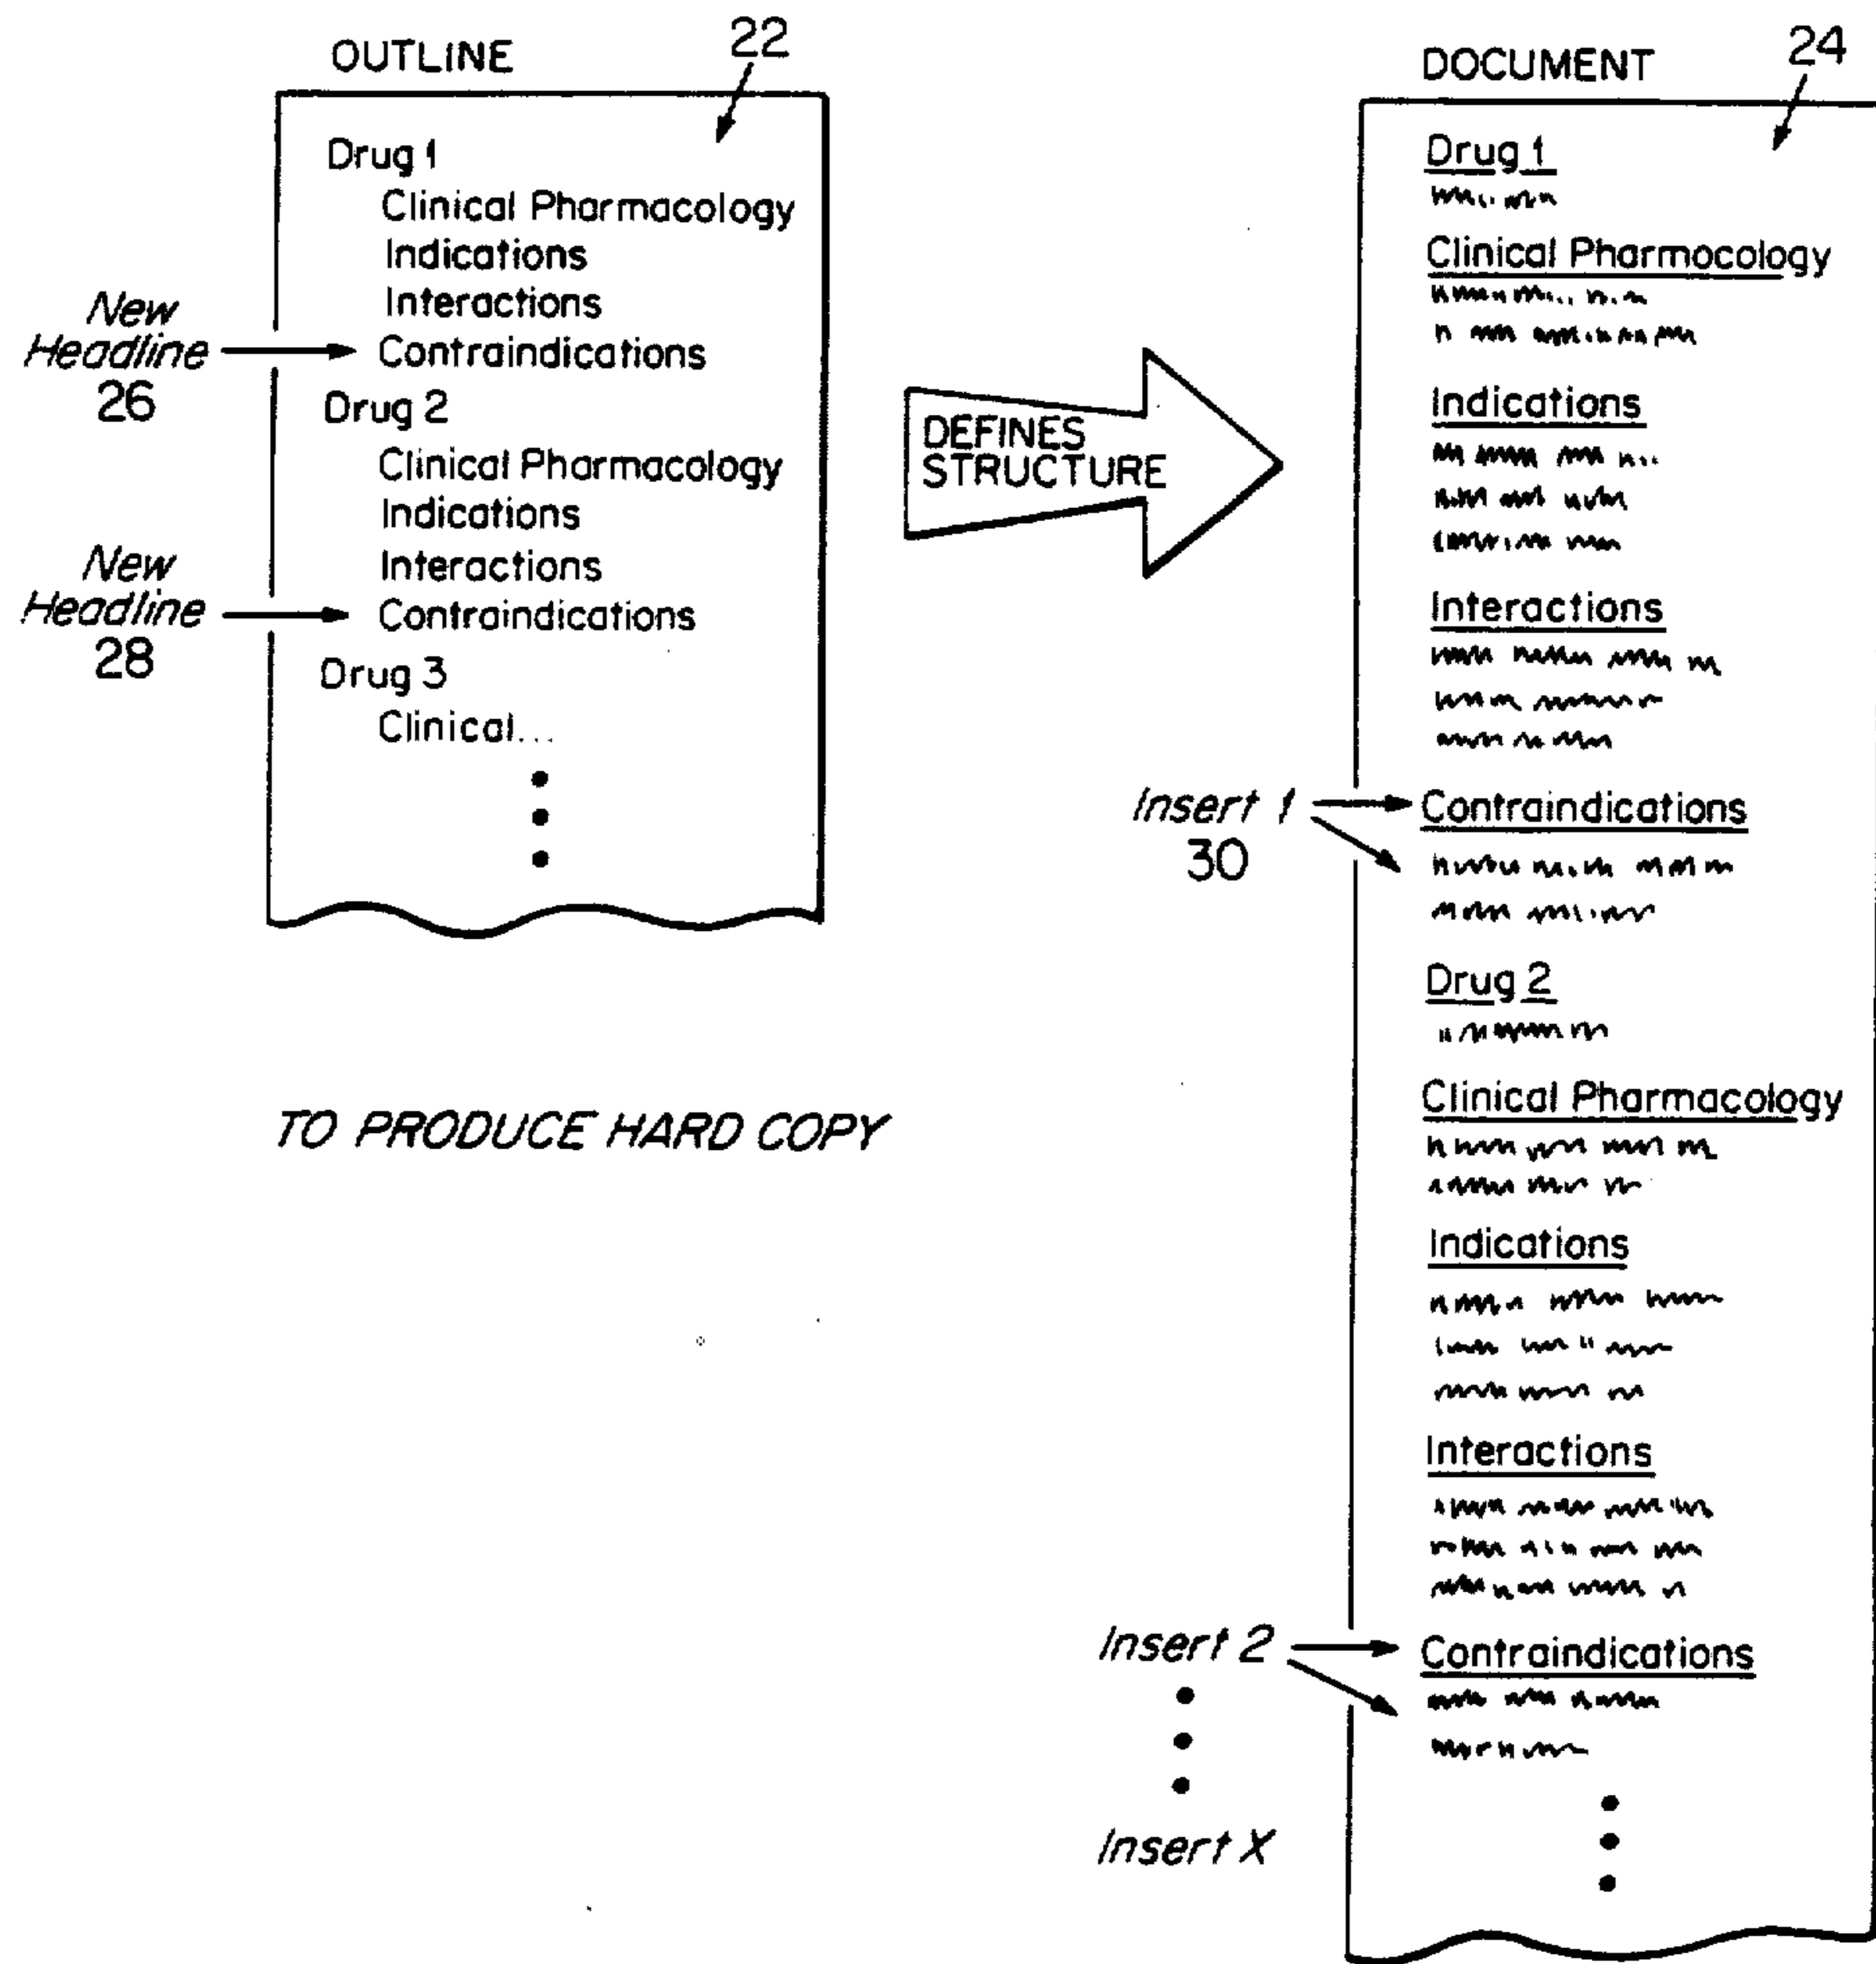 OUTLINE
22
Drug 1
Clinical Pharmacology
Indications
Interactions
Contraindications
Drug 2
Clinical Pharmacology
Indications
Interactions
Contraindications
Drug 3
Clinical...
New
Headline
26
New
Headline
28
DEFINES
STRUCTURE
TO PRODUCE HARD COPY
DOCUMENT
24
Drug 1
Clinical Pharmocology
Indications
Interactions
Insert 1
30
Contraindications
Drug 2
Clinical Pharmacology
Indications
Interactions
Insert 2
Contraindications
Insert X